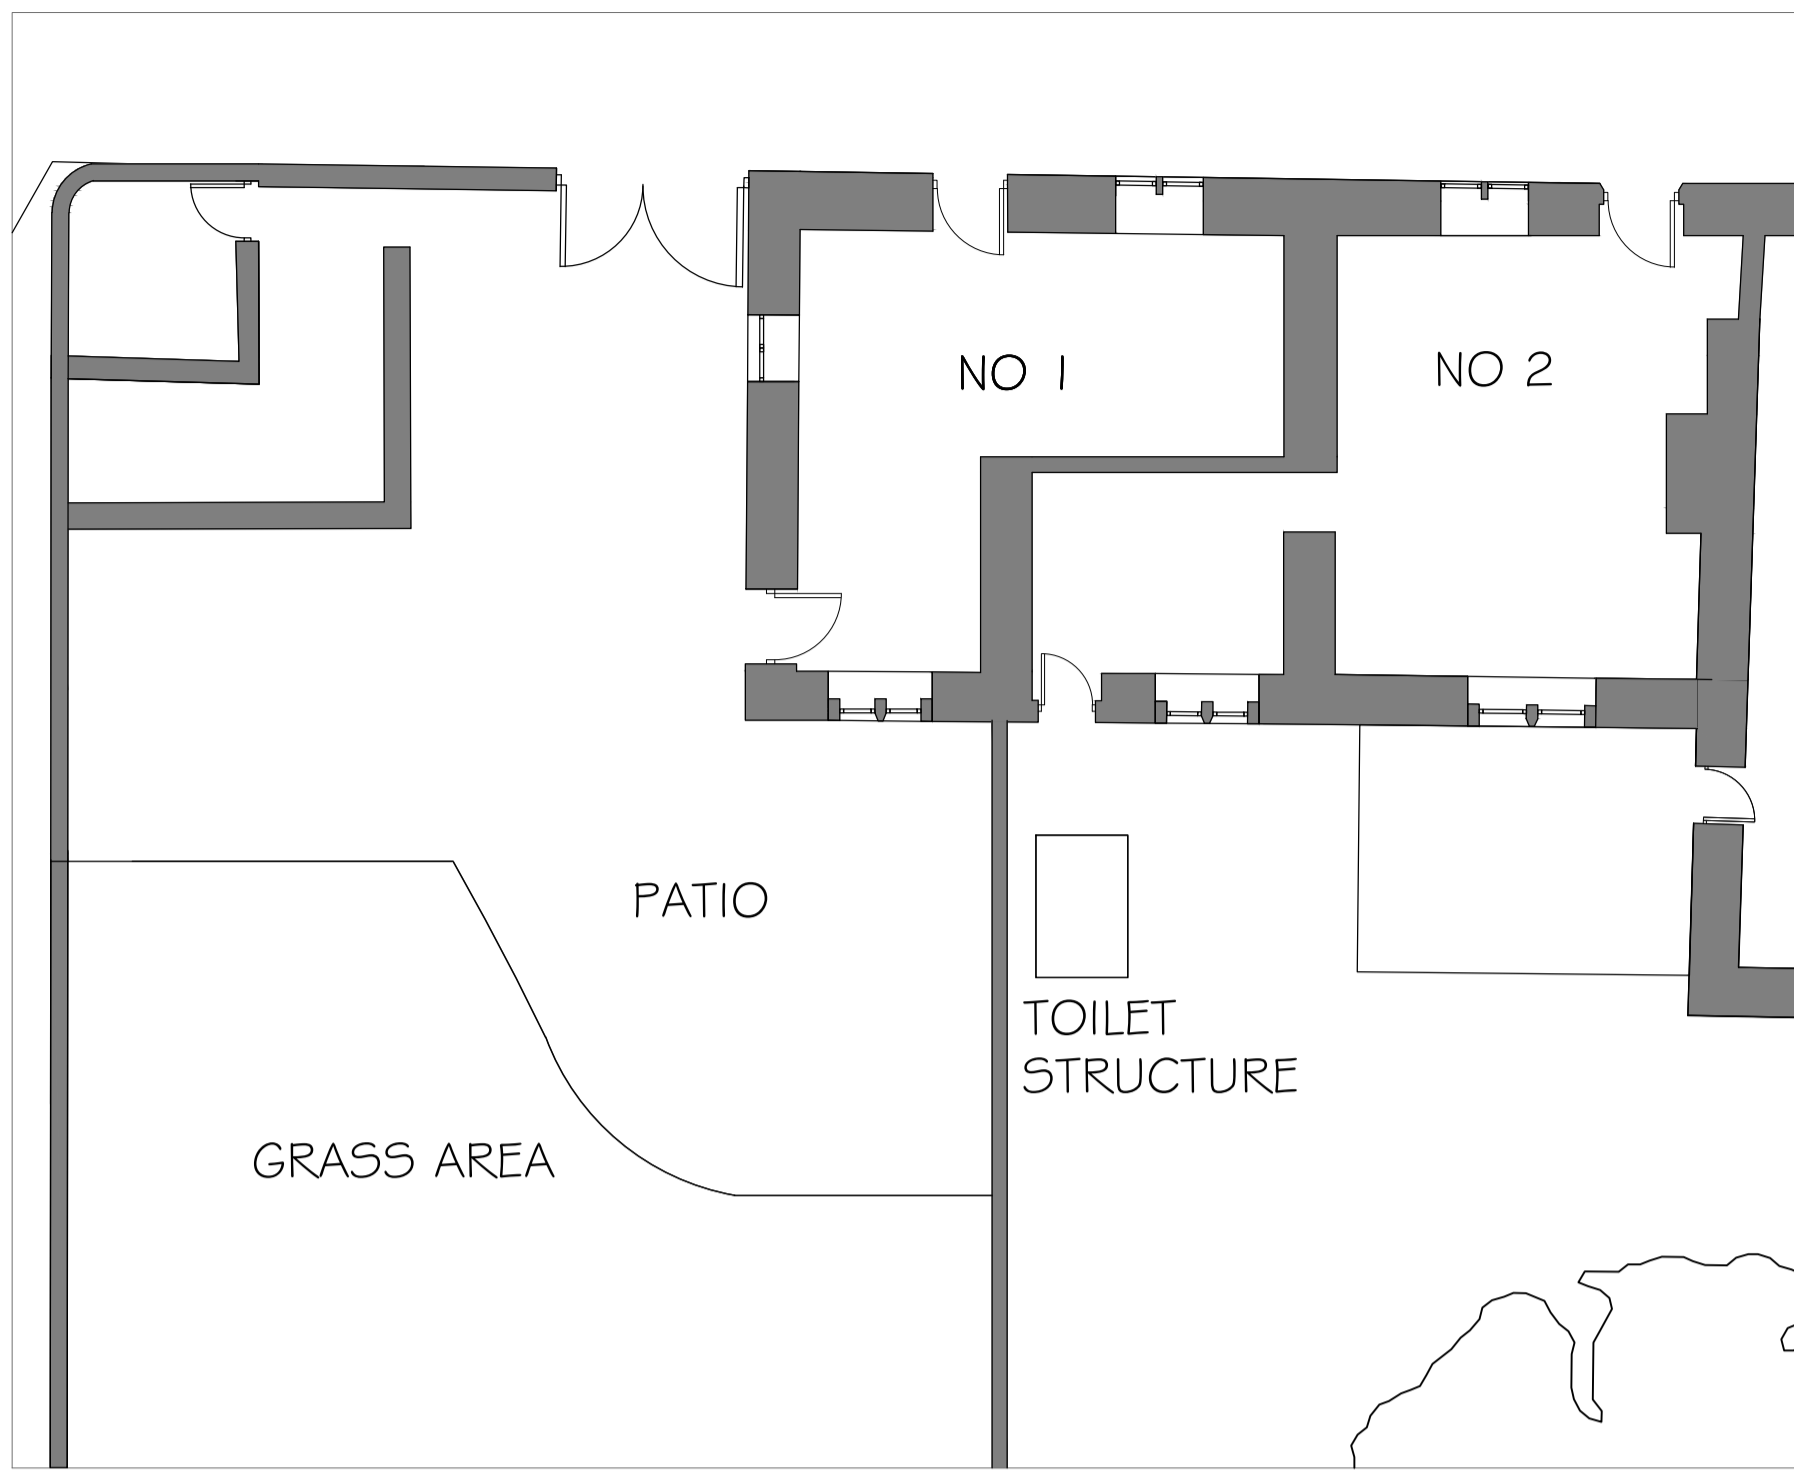 NO 1
NO 2
PATIO
TOILET
STRUCTURE
GRASS AREA